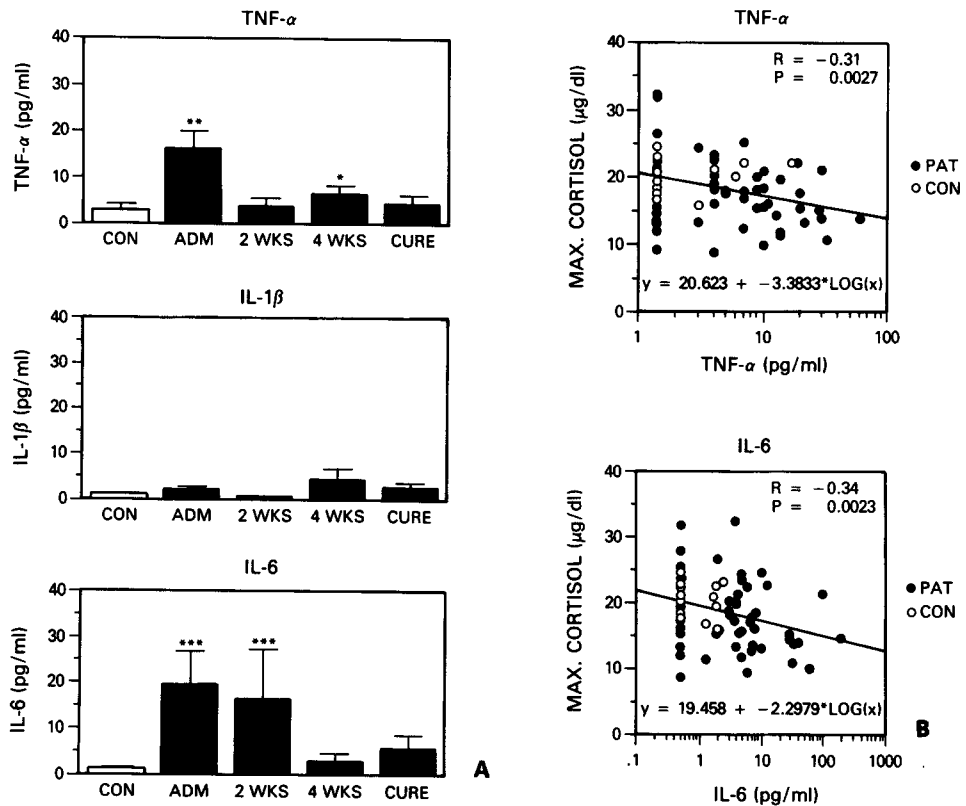 TNF-α
TNF-α (pg/ml)
40
30
20
10
0
**
*
CON ADM 2 WKS 4 WKS CURE
IL-1β
IL-1β (pg/ml)
40
30
20
10
0
CON ADM 2 WKS 4 WKS CURE
IL-6
IL-6 (pg/ml)
40
30
20
10
0
***
***
CON ADM 2 WKS 4 WKS CURE
A
TNF-α
MAX. CORTISOL (µg/dl)
40
30
20
10
0
R = -0.31
P = 0.0027
PAT
CON
y = 20.623 + -3.3833*LOG(x)
1 10 100
TNF-α (pg/ml)
IL-6
MAX. CORTISOL (µg/dl)
40
30
20
10
0
R = -0.34
P = 0.0023
PAT
CON
y = 19.458 + -2.2979*LOG(x)
.1 1 10 100 1000
IL-6 (pg/ml)
B